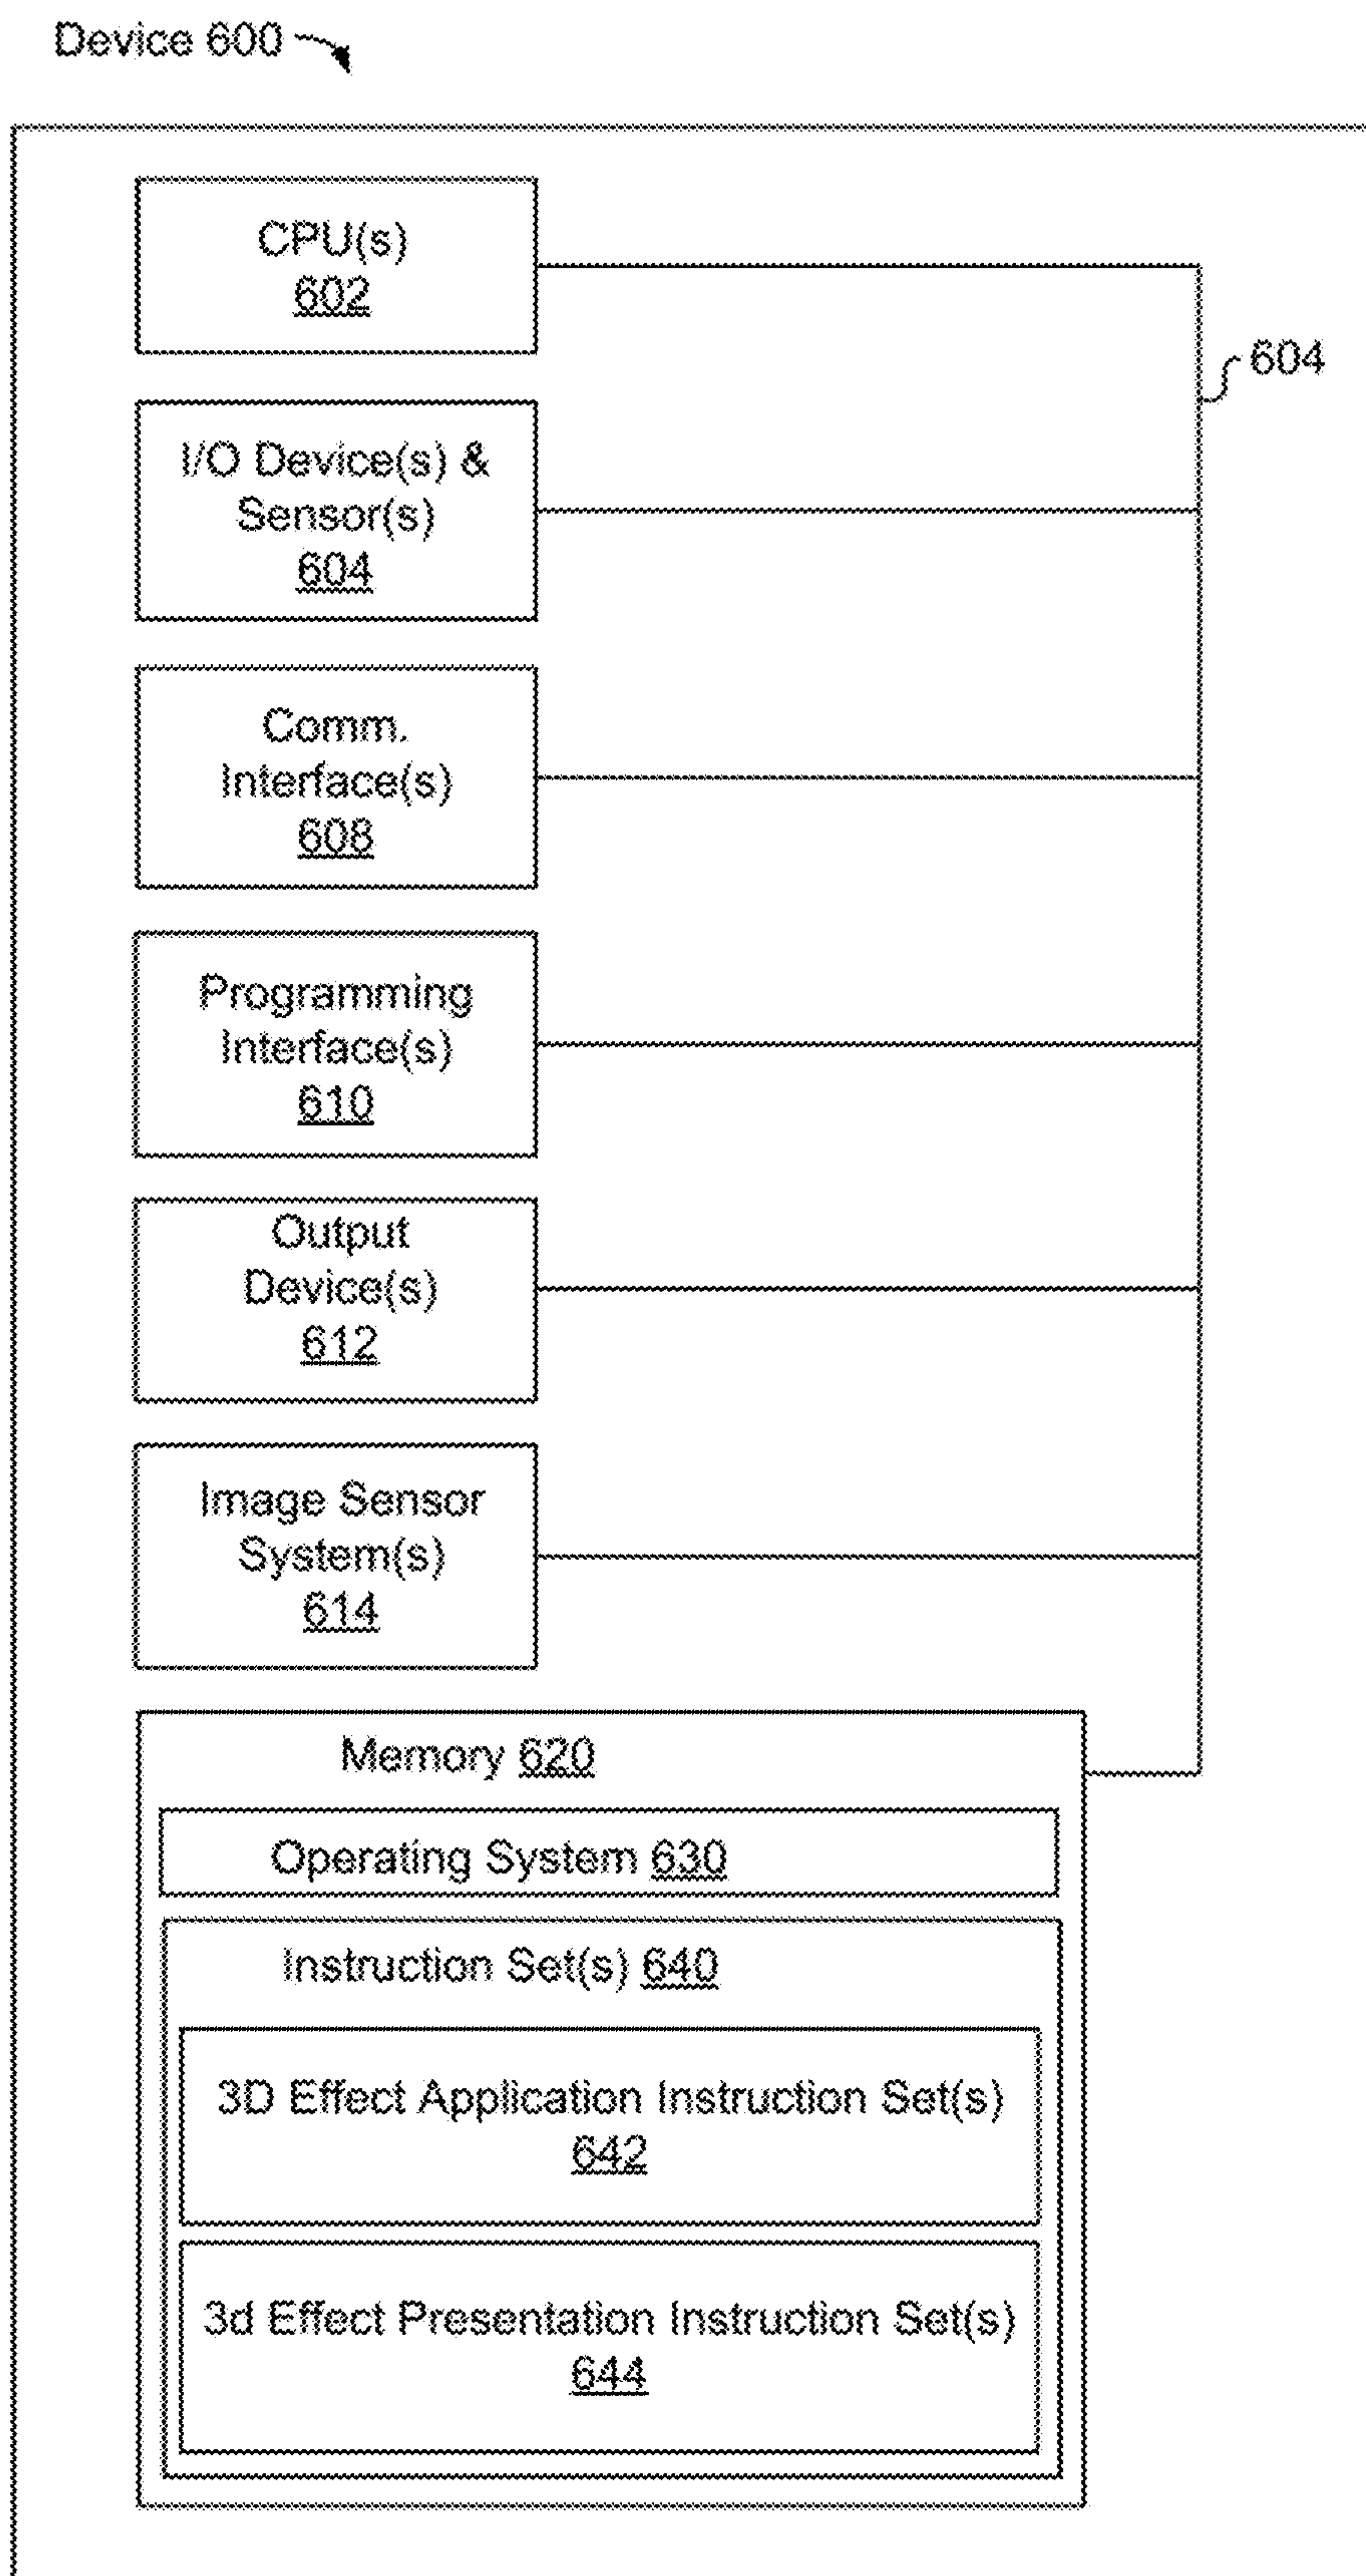 Device 600
CPU(s)
602
604
I/O Device(s) &
Sensor(s)
604
Comm.
Interface(s)
608
Programming
Interface(s)
610
Output
Device(s)
612
Image Sensor
System(s)
614
Memory 620
Operating System 630
Instruction Set(s) 640
3D Effect Application Instruction Set(s)
642
3d Effect Presentation Instruction Set(s)
644